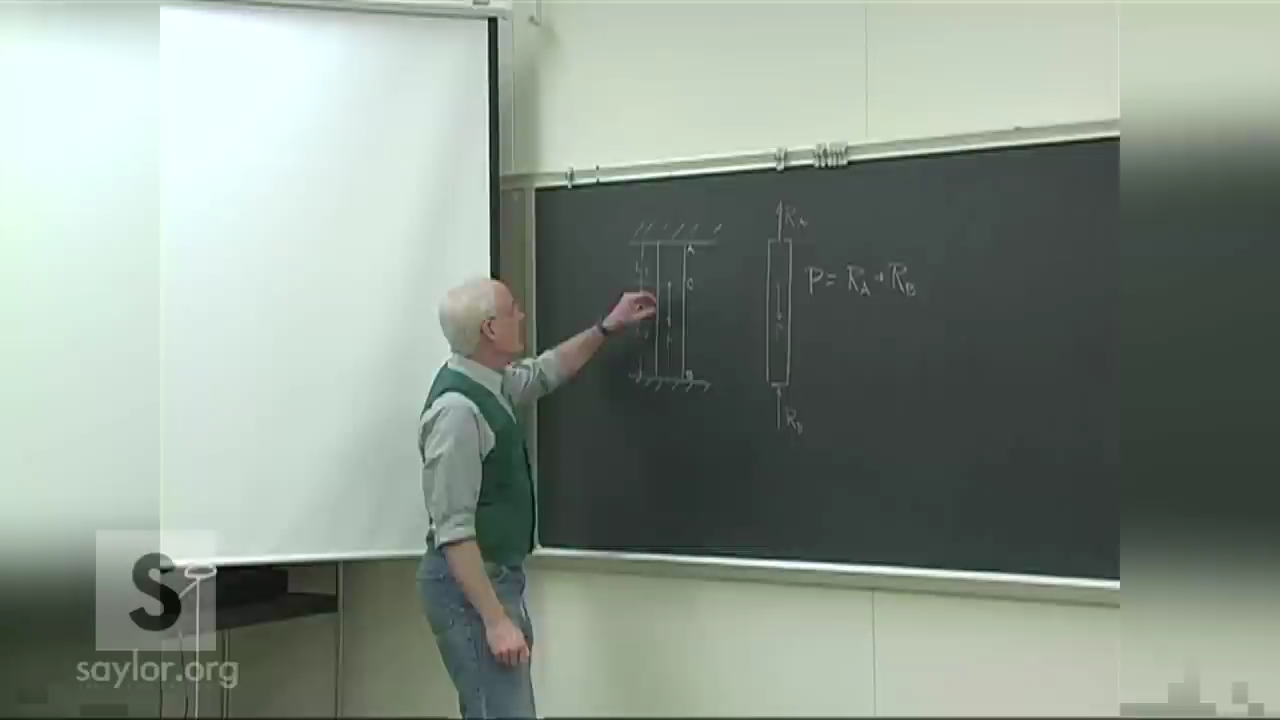 A
C
B
R_A
P
R_B
P = R_A + R_B
S
saylor.org